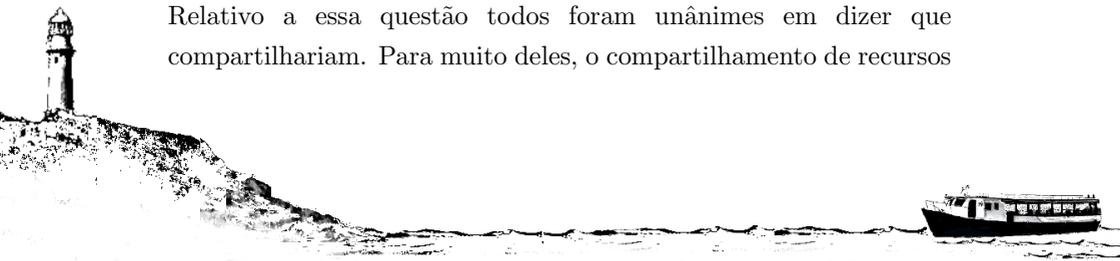 Relativo a essa questão todos foram unânimes em dizer que
compartilhariam. Para muito deles, o compartilhamento de recursos